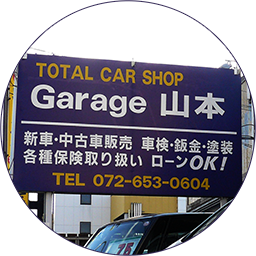 TOTAL CAR SHOP
Garage 山本
新車・中古車販売 車検・鈑金・塗装
各種保険取り扱い ローンOK!
TEL 072-653-0604